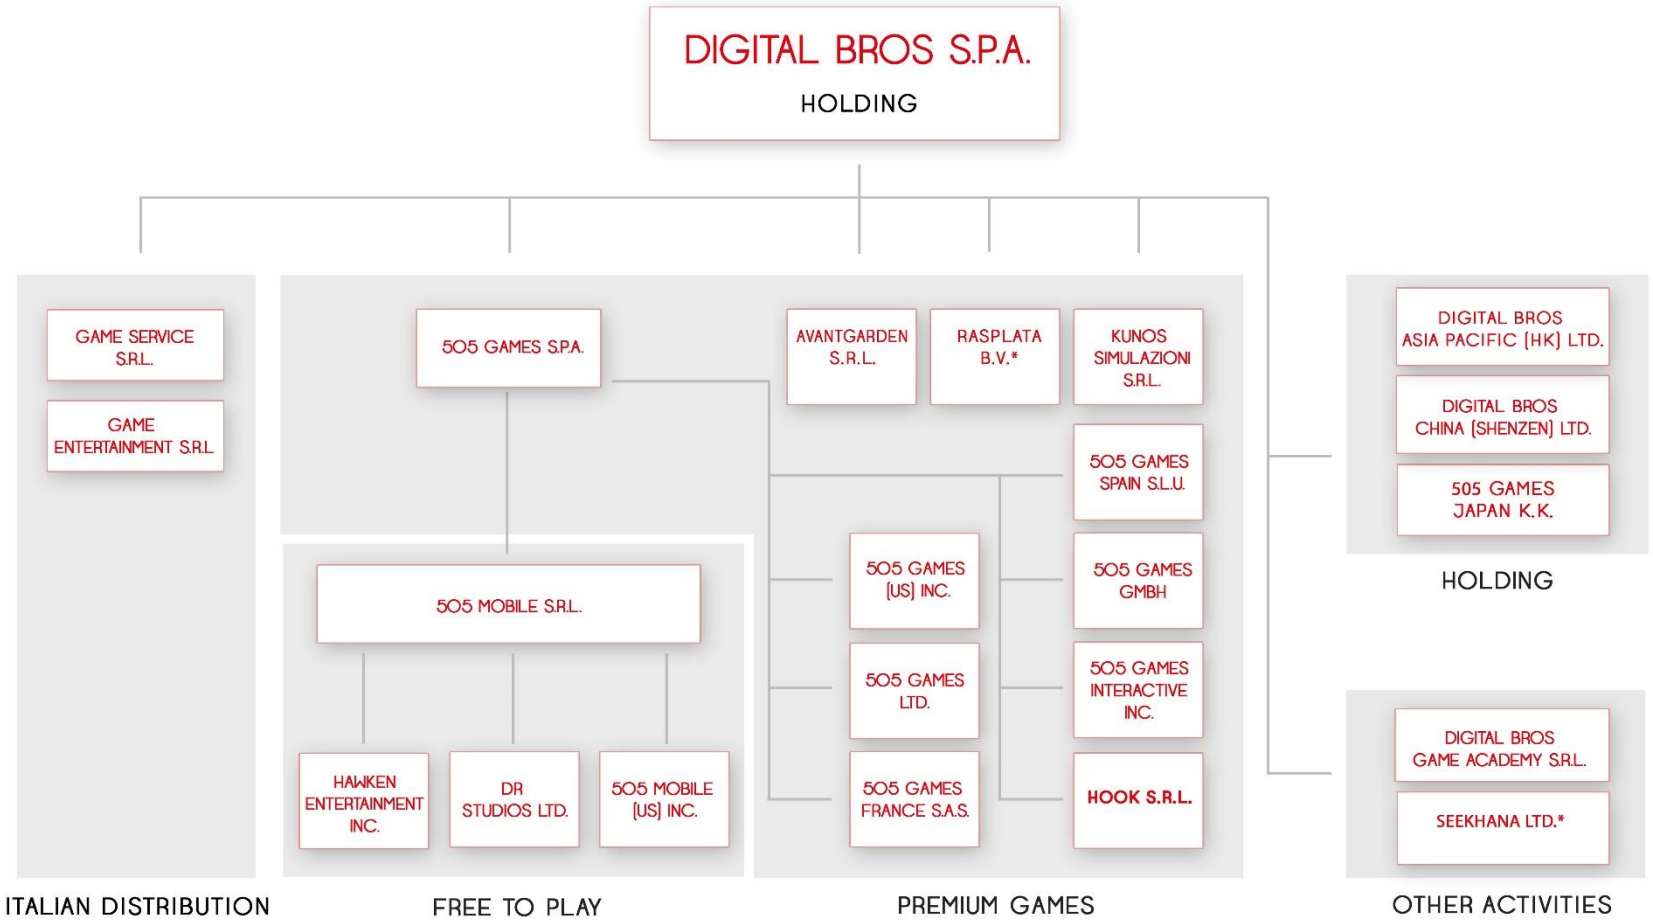 DIGITAL BROS S.P.A.
HOLDING
GAME SERVICE
S.R.L.
GAME
ENTERTAINMENT S.R.L
505 GAMES S.P.A.
AVANTGARDEN
S.R.L.
RASPLATA
B.V.*
KUNOS
SIMULAZIONI
S.R.L.
505 GAMES
SPAIN S.L.U.
505 GAMES
(US) INC.
505 GAMES
GMBH
505 GAMES
LTD.
505 GAMES
INTERACTIVE
INC.
505 GAMES
FRANCE S.A.S.
HOOK S.R.L.
505 MOBILE S.R.L.
HAWKEN
ENTERTAINMENT
INC.
DR
STUDIOS LTD.
505 MOBILE
(US) INC.
DIGITAL BROS
ASIA PACIFIC (HK) LTD.
DIGITAL BROS
CHINA (SHENZEN) LTD.
505 GAMES
JAPAN K.K.
HOLDING
DIGITAL BROS
GAME ACADEMY S.R.L.
SEEKHANA LTD.*
ITALIAN DISTRIBUTION
FREE TO PLAY
PREMIUM GAMES
OTHER ACTIVITIES